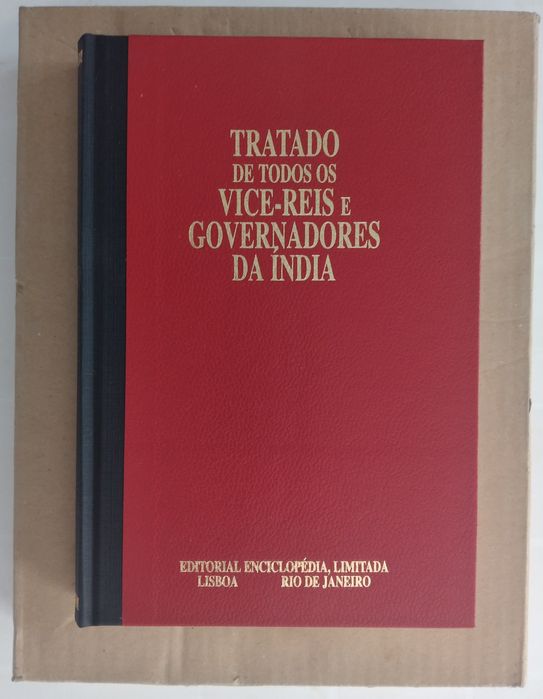 TRATADO
DE TODOS OS
VICE-REIS E
GOVERNADORES
DA ÍNDIA
EDITORIAL ENCICLOPÉDIA, LIMITADA
LISBOA RIO DE JANEIRO